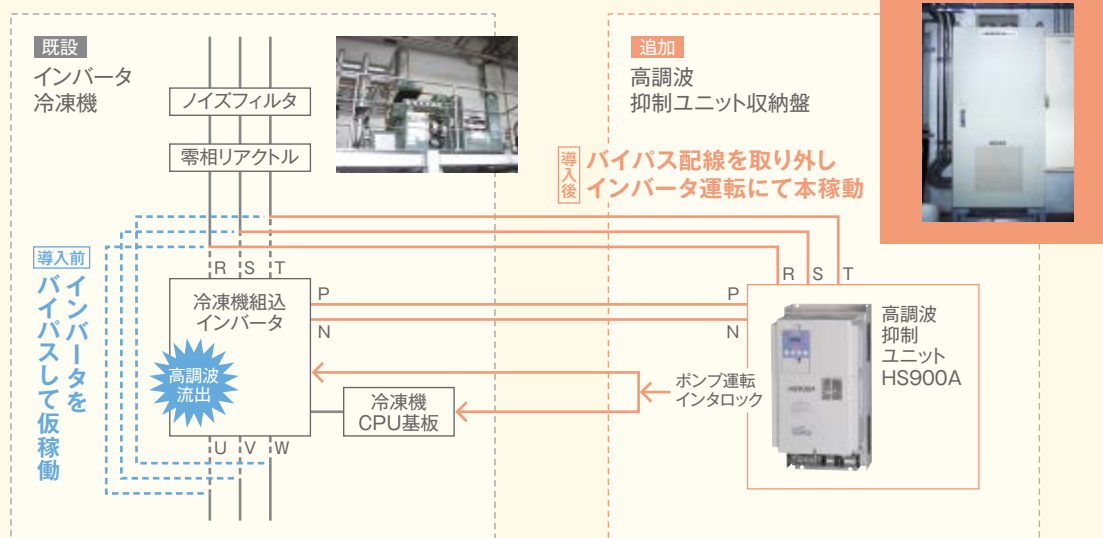 既設
インバータ
冷凍機
ノイズフィルタ
零相リアクトル
追加
高調波
抑制ユニット収納盤
導入後
バイパス配線を取り外し
インバータ運転にて本稼動
導入前
インバータを
バイパスして仮稼働
R S T
冷凍機組込
インバータ
高調波
流出
P
N
U V W
冷凍機
CPU基板
ポンプ運転
インタロック
R S T
P
N
高調波
抑制
ユニット
HS900A